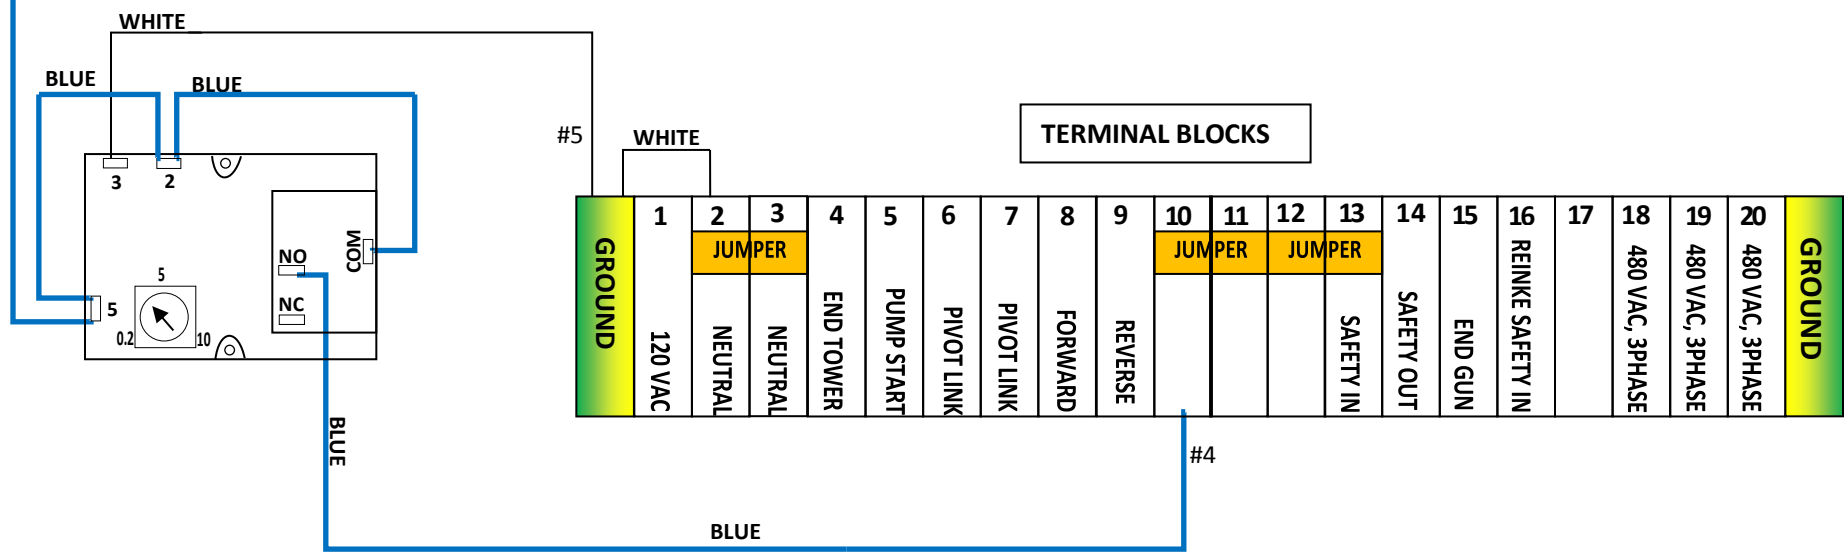 WHITE
BLUE
BLUE
#5
WHITE
TERMINAL BLOCKS
3
2
NO
COM
NC
5
5
0.2
10
BLUE
BLUE
#4
GROUND
1
120 VAC
2
NEUTRAL
3
NEUTRAL
JUMPER
4
END TOWER
5
PUMP START
6
PIVOT LINK
7
PIVOT LINK
8
FORWARD
9
REVERSE
10
11
JUMPER
12
13
JUMPER
SAFETY IN
14
SAFETY OUT
15
END GUN
16
REINKE SAFETY IN
17
18
480 VAC, 3PHASE
19
480 VAC, 3PHASE
20
480 VAC, 3PHASE
GROUND